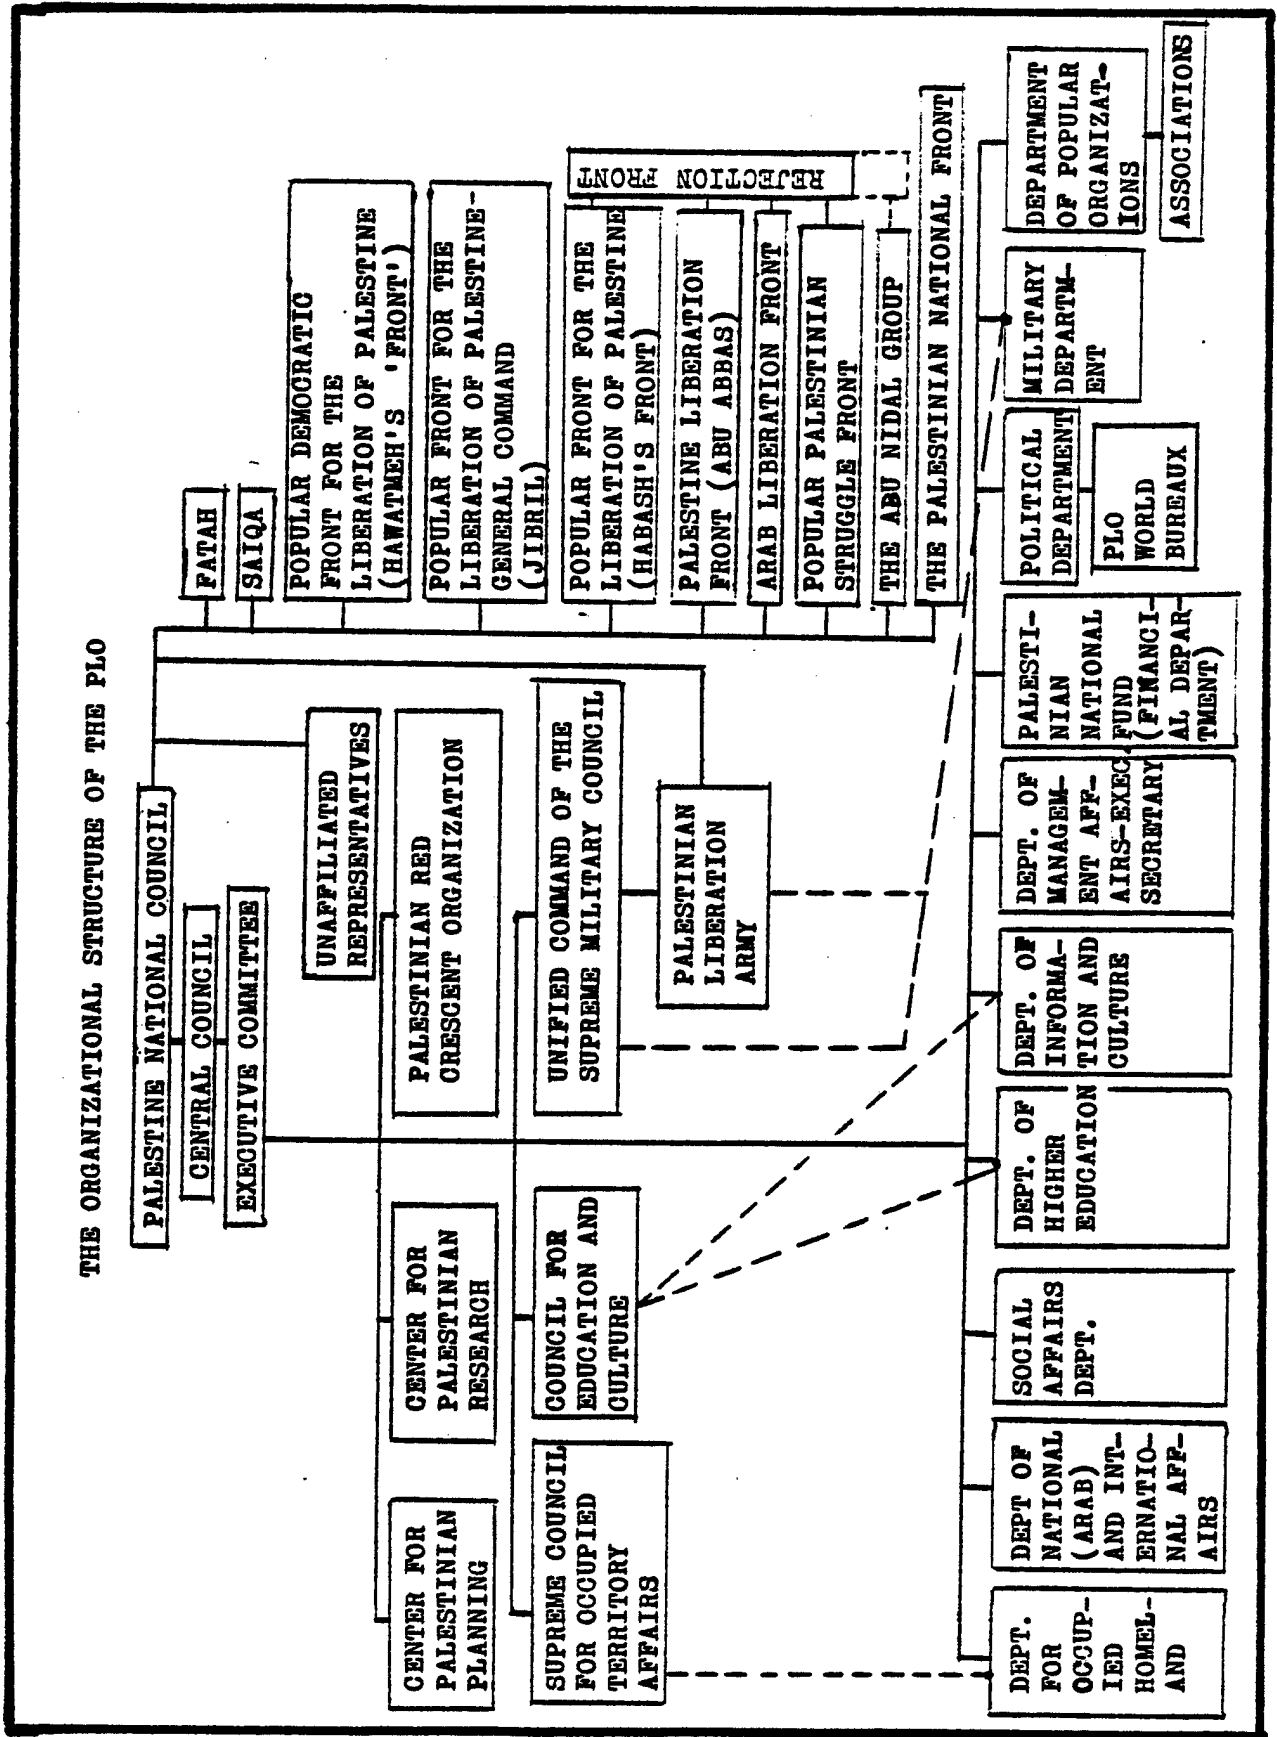 THE ORGANIZATIONAL STRUCTURE OF THE PLO
PALESTINE NATIONAL COUNCIL
CENTRAL COUNCIL
EXECUTIVE COMMITTEE
FATAH
SAIQA
POPULAR DEMOCRATIC
FRONT FOR THE
LIBERATION OF PALESTINE
(HAWATMEH'S 'FRONT')
POPULAR FRONT FOR THE
LIBERATION OF PALESTINE-
GENERAL COMMAND
(JIBRIL)
POPULAR FRONT FOR THE
LIBERATION OF PALESTINE
(HABASH'S FRONT)
PALESTINE LIBERATION
FRONT (ABU ABBAS)
ARAB LIBERATION FRONT
POPULAR PALESTINIAN
STRUGGLE FRONT
THE ABU NIDAL GROUP
THE PALESTINIAN NATIONAL FRONT
REJECTION FRONT
UNAFFILIATED
REPRESENTATIVES
CENTER FOR
PALESTINIAN
PLANNING
CENTER FOR
PALESTINIAN
RESEARCH
PALESTINIAN RED
CRESCENT ORGANIZATION
SUPREME COUNCIL
FOR OCCUPIED
TERRITORY
AFFAIRS
COUNCIL FOR
EDUCATION AND
CULTURE
UNIFIED COMMAND OF THE
SUPREME MILITARY COUNCIL
PALESTINIAN
LIBERATION
ARMY
DEPT.
FOR
OCCUP-
IED
HOMEL-
AND
DEPT OF
NATIONAL
(ARAB)
AND INT-
ERNATIO-
NAL AFF-
AIRS
SOCIAL
AFFAIRS
DEPT.
DEPT. OF
HIGHER
EDUCATION
DEPT. OF
INFORMA-
TION AND
CULTURE
DEPT. OF
MANAGEM-
ENT AFF-
AIRS-EXEC.
SECRETARY
PALESTI-
NIAN
NATIONAL
FUND
(FINANCI-
AL DEPAR-
TMENT)
POLITICAL
DEPARTMENT
PLO
WORLD
BUREAUX
MILITARY
DEPARTM-
ENT
DEPARTMENT
OF POPULAR
ORGANIZAT-
IONS
ASSOCIATIONS